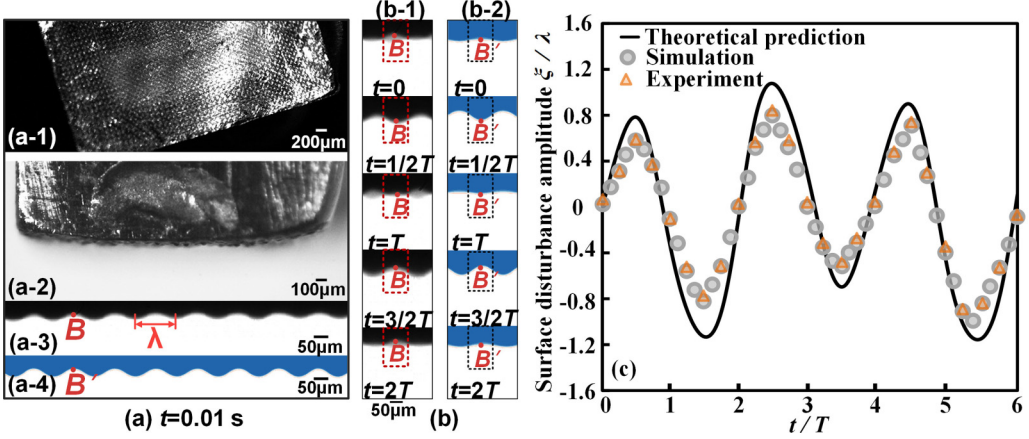 (a-1)
200μm
(a-2)
100μm
B
λ
(a-3)
50μm
B′
(a-4)
50μm
(a) t=0.01 s
(b-1)
B
t=0
B
t=1/2T
B
t=T
B
t=3/2T
B
t=2T
50μm
(b-2)
B′
t=0
B′
t=1/2T
B′
t=T
B′
t=3/2T
B′
t=2T
(b)
Surface disturbance amplitude ξ / λ
1.6
1.2
0.8
0.4
0
-0.4
-0.8
-1.2
-1.6
Theoretical prediction
Simulation
Experiment
(c)
0 1 2 3 4 5 6
t/T